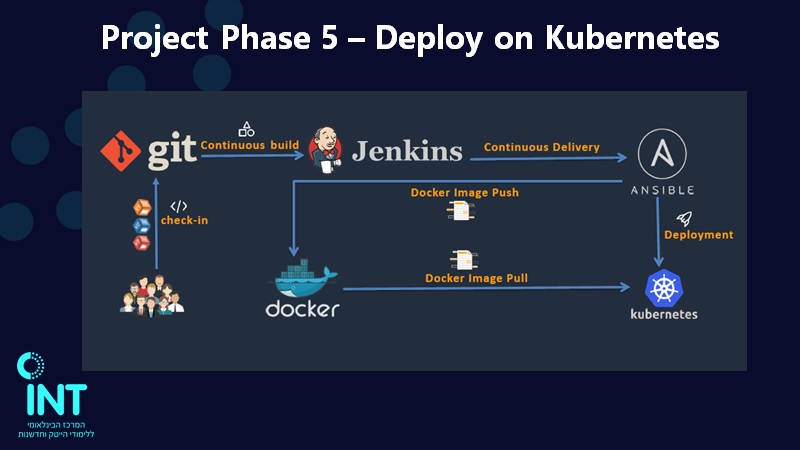 Project Phase 5 – Deploy on Kubernetes
git
Continuous build
Jenkins
Continuous Delivery
ANSIBLE
Docker Image Push
check-in
Deployment
Docker Image Pull
docker
kubernetes
INT
המרכז הבינלאומי
ללימודי הייטק וחדשנות